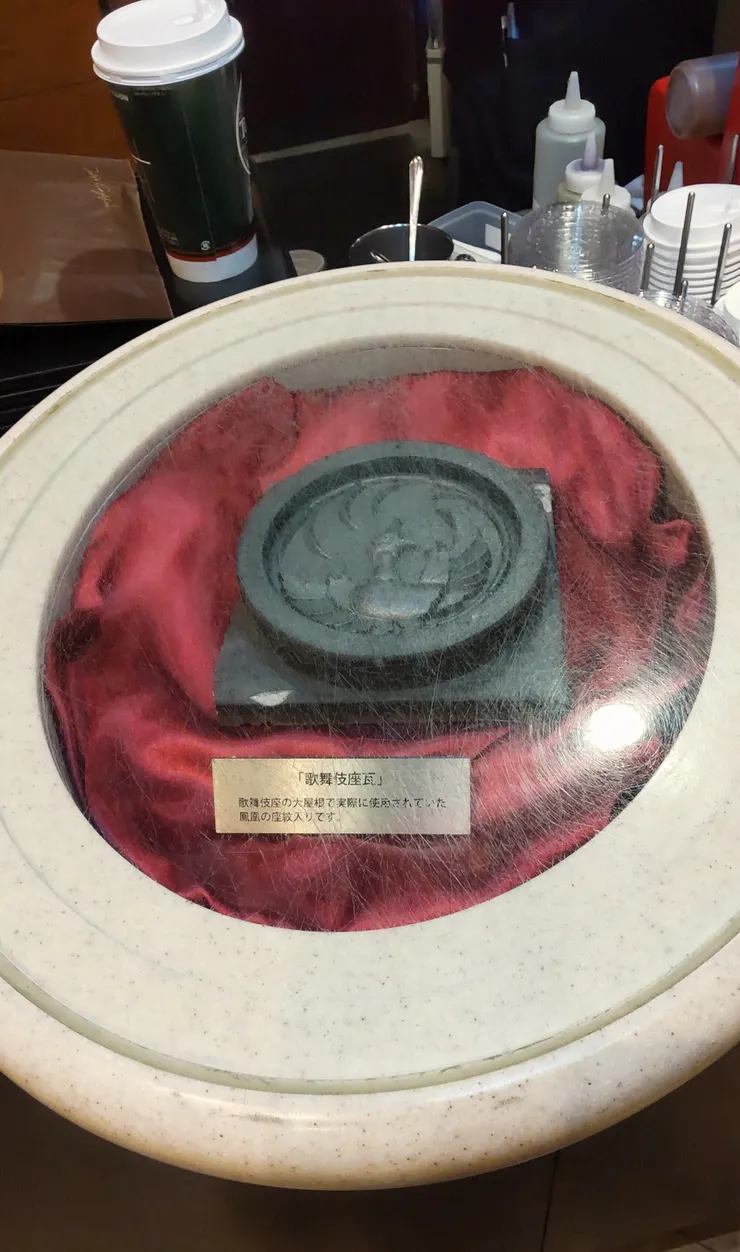 「歌舞伎座瓦」
歌舞伎座の大屋根で実際に使用されていた
鳳凰の座紋入りです。